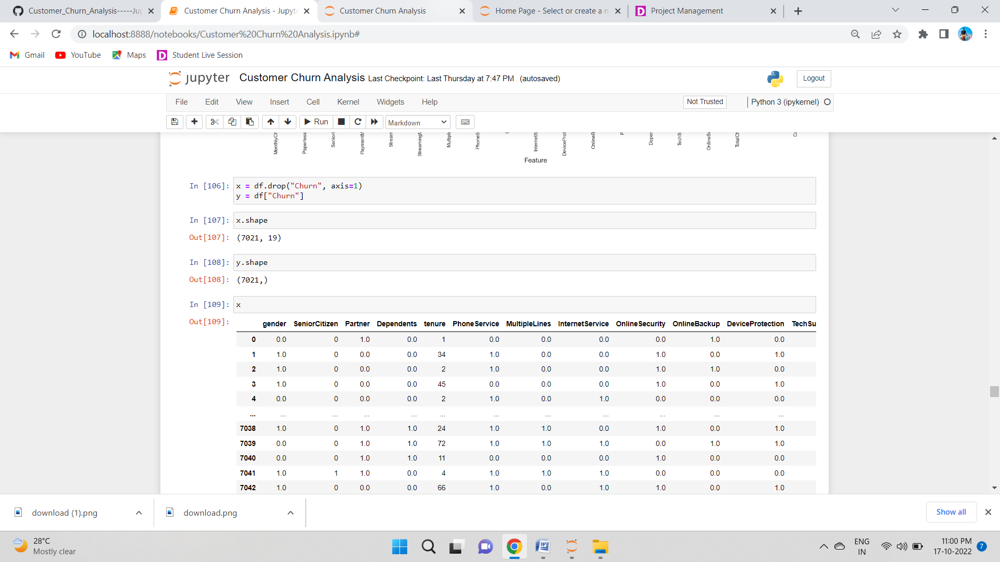 Customer_Churn_Analysis-----Jup
Customer Churn Analysis - Jupyte
Customer Churn Analysis
Home Page - Select or create a n
Project Management
localhost:8888/notebooks/Customer%20Churn%20Analysis.ipynb#
Gmail YouTube Maps Student Live Session
jupyter Customer Churn Analysis Last Checkpoint: Last Thursday at 7:47 PM (autosaved) Logout
File Edit View Insert Cell Kernel Widgets Help Not Trusted Python 3 (ipykernel)
Run Markdown
MonthlyCh Paperless Senior( PaymentM Stream StreamingM Multiple PhoneS InternetS DeviceProt OnlineB Deper TechS OnlineSe TotalCh Co
Feature
In [106]: x = df.drop("Churn", axis=1)
y = df["Churn"]
In [107]: x.shape
Out[107]: (7021, 19)
In [108]: y.shape
Out[108]: (7021,)
In [109]: x
Out[109]:
gender SeniorCitizen Partner Dependents tenure PhoneService MultipleLines InternetService OnlineSecurity OnlineBackup DeviceProtection TechSu
0 0.0 0 1.0 0.0 1 0.0 0.0 0.0 0.0 1.0 0.0
1 1.0 0 0.0 0.0 34 1.0 0.0 0.0 1.0 0.0 1.0
2 1.0 0 0.0 0.0 2 1.0 0.0 0.0 1.0 1.0 0.0
3 1.0 0 0.0 0.0 45 0.0 0.0 0.0 1.0 0.0 1.0
4 0.0 0 0.0 0.0 2 1.0 0.0 1.0 0.0 0.0 0.0
... ... ... ... ... ... ... ... ... ... ... ...
7038 1.0 0 1.0 1.0 24 1.0 1.0 0.0 1.0 0.0 1.0
7039 0.0 0 1.0 1.0 72 1.0 1.0 1.0 0.0 1.0 1.0
7040 0.0 0 1.0 1.0 11 0.0 0.0 0.0 1.0 0.0 0.0
7041 1.0 1 1.0 0.0 4 1.0 1.0 1.0 0.0 0.0 0.0
7042 1.0 0 0.0 0.0 66 1.0 0.0 1.0 1.0 0.0 1.0
download (1).png download.png Show all
28°C
Mostly clear
ENG
IN
11:00 PM
17-10-2022
7